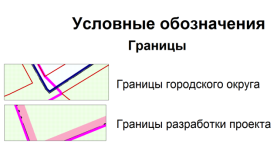 Условные обозначения
Границы
Границы городского округа
Границы разработки проекта